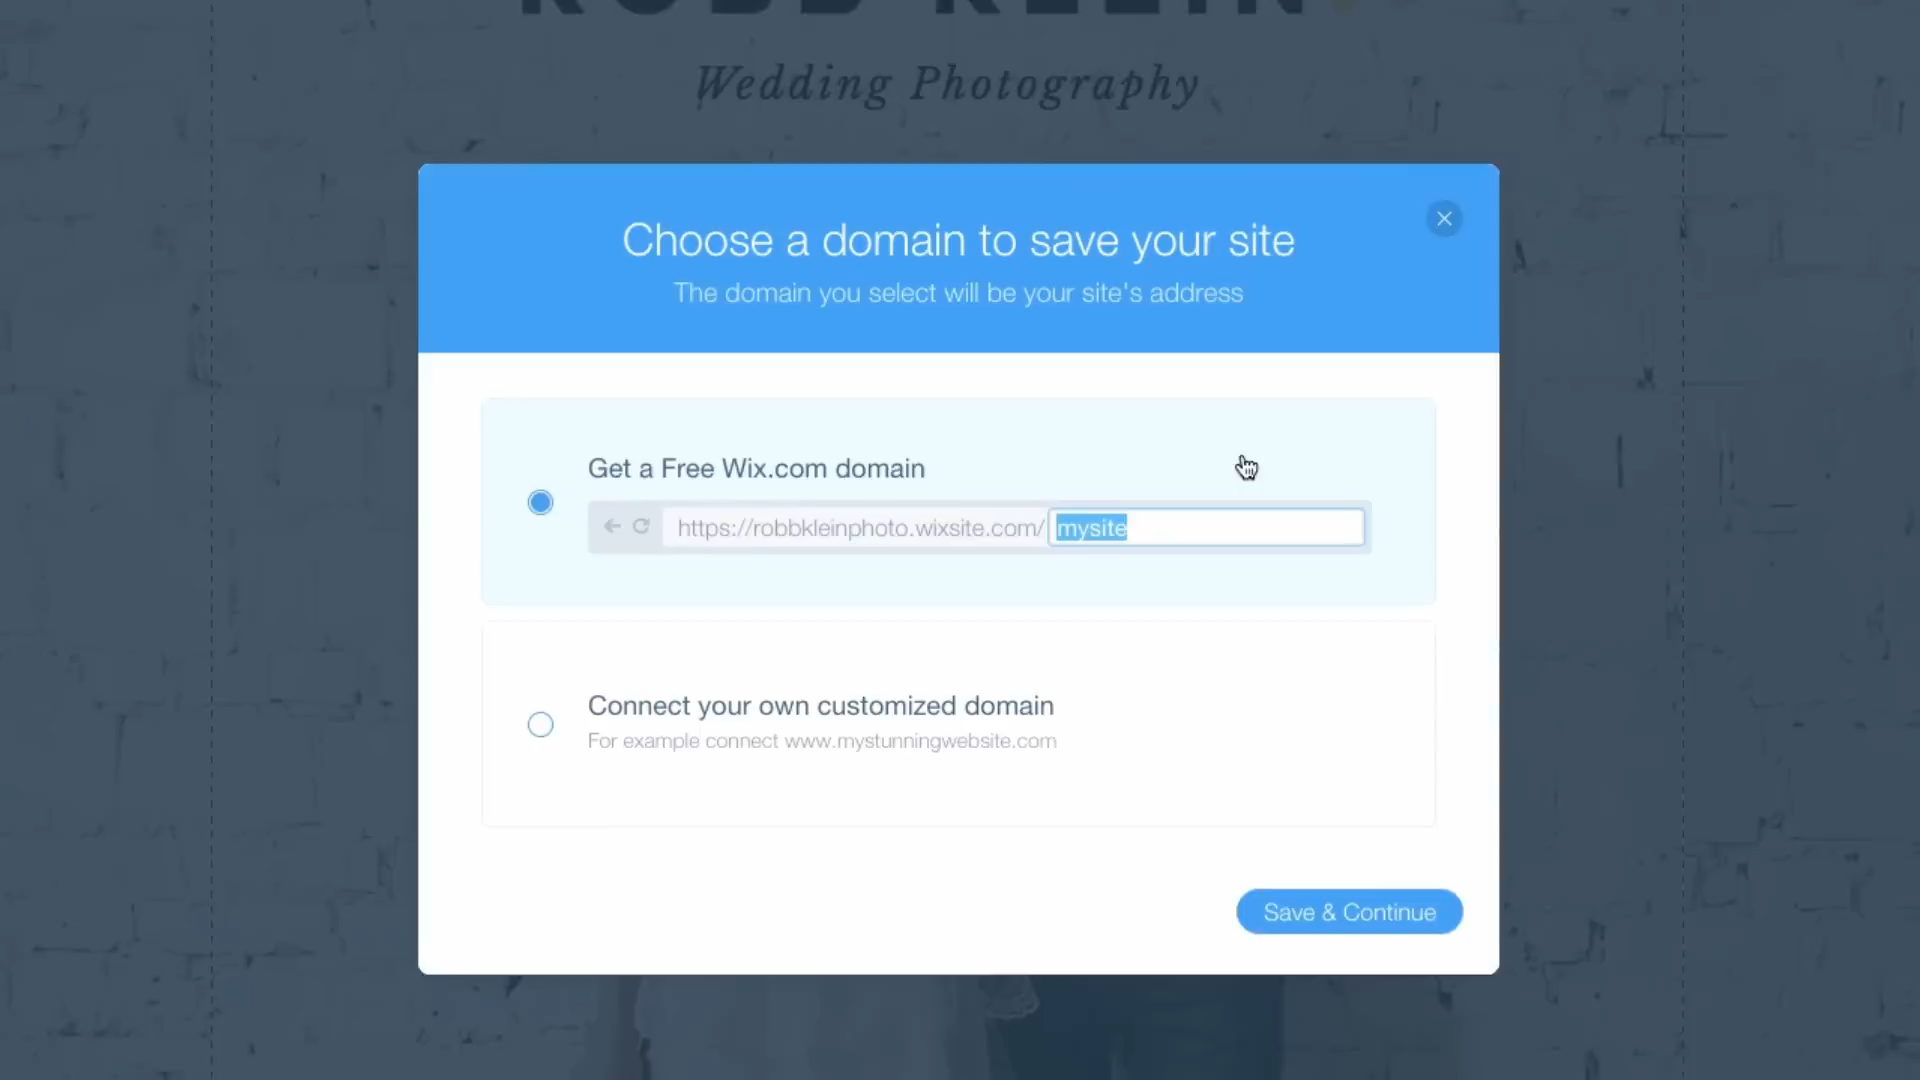 ROBB KLEIN.
Wedding Photography
Choose a domain to save your site
The domain you select will be your site's address
Get a Free Wix.com domain
https://robbkleinphoto.wixsite.com/ mysite
Connect your own customized domain
For example connect www.mystunningwebsite.com
Save & Continue